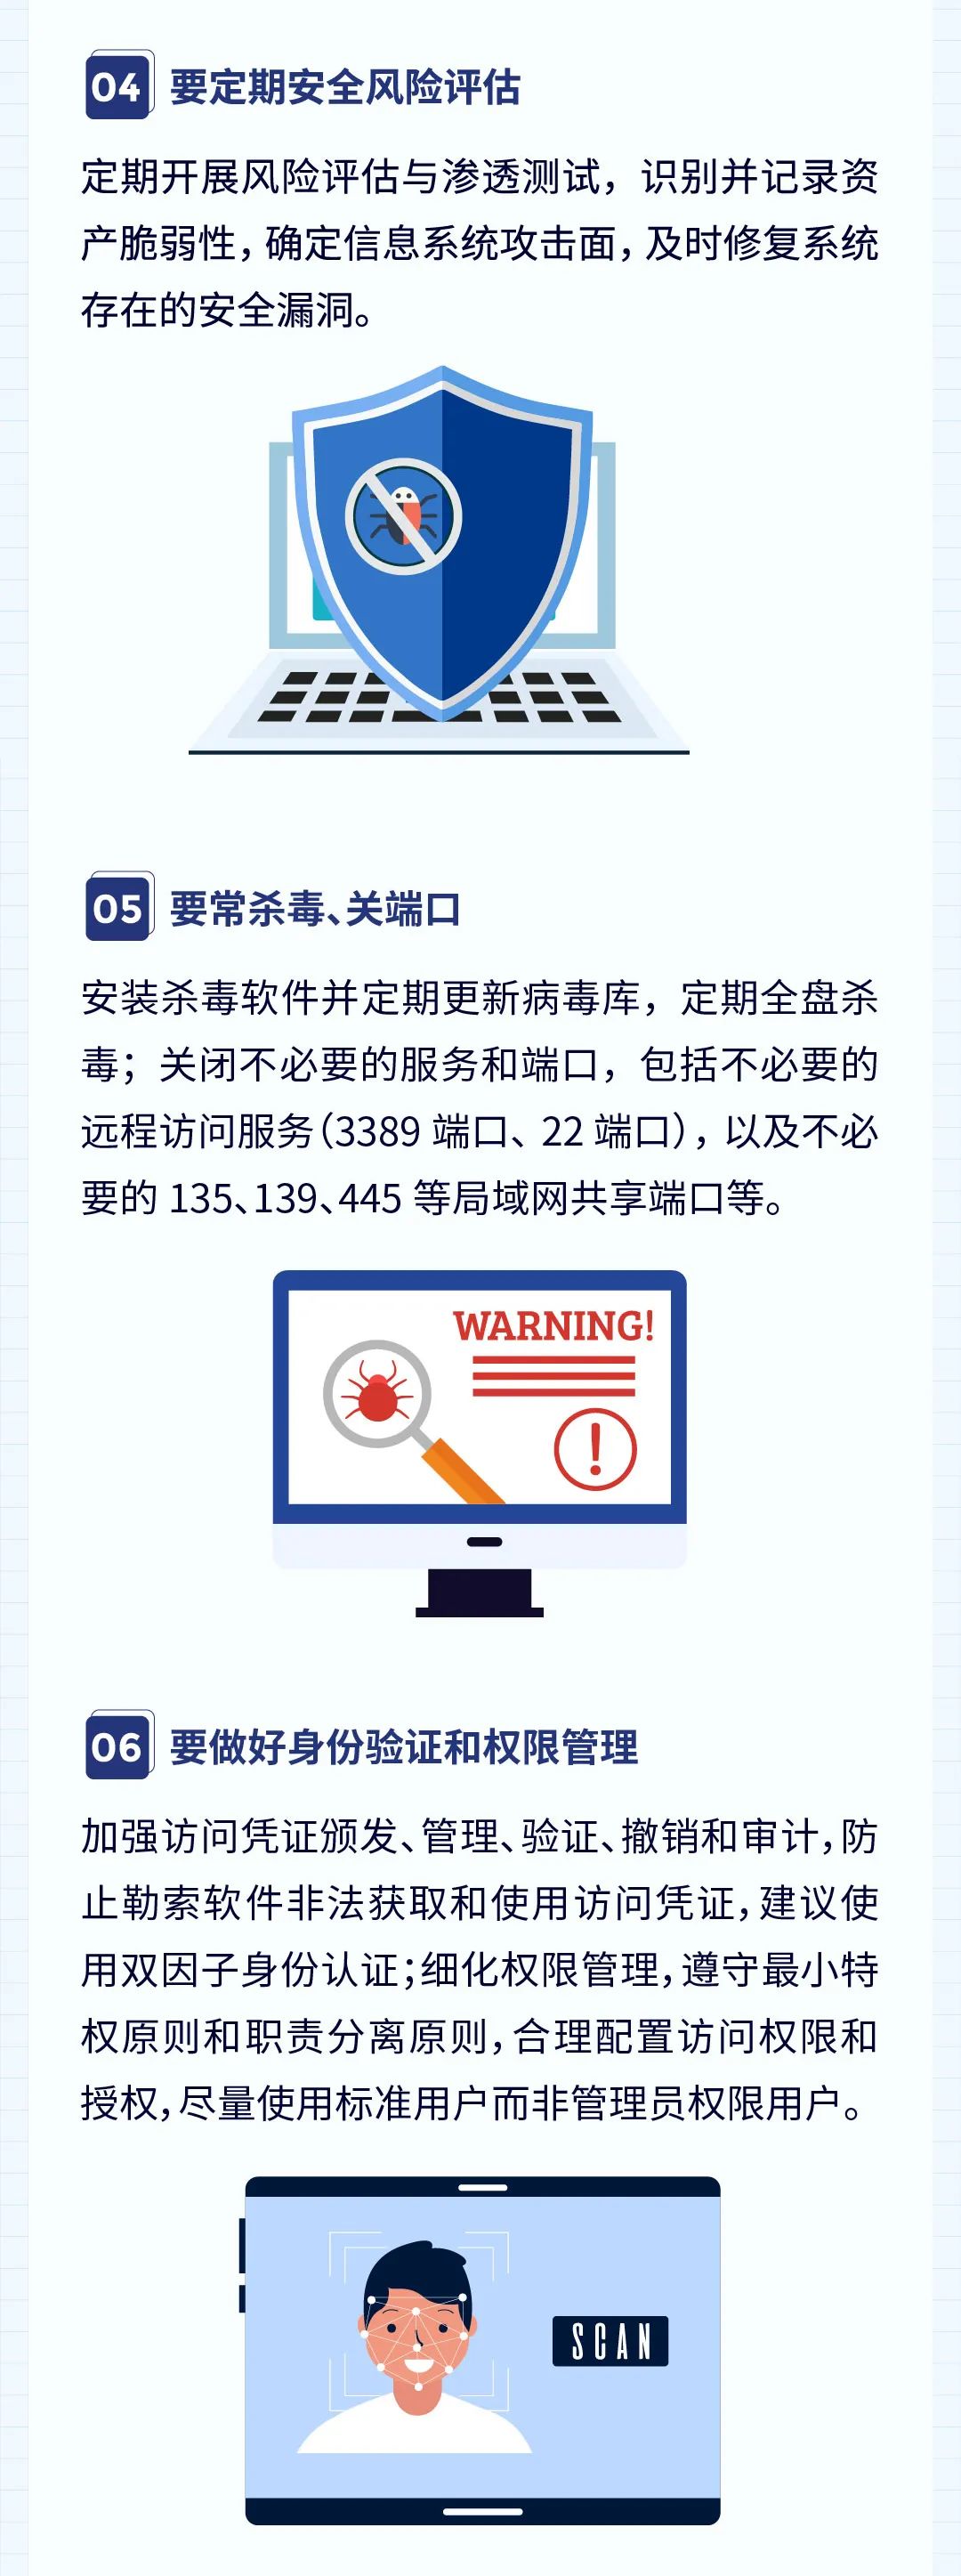 04 要定期安全风险评估
定期开展风险评估与渗透测试，识别并记录资
产脆弱性，确定信息系统攻击面，及时修复系统
存在的安全漏洞。
05 要常杀毒、关端口
安装杀毒软件并定期更新病毒库，定期全盘杀
毒；关闭不必要的服务和端口，包括不必要的
远程访问服务（3389 端口、22 端口），以及不必
要的 135、139、445 等局域网共享端口等。
WARNING!
06 要做好身份验证和权限管理
加强访问凭证颁发、管理、验证、撤销和审计，防
止勒索软件非法获取和使用访问凭证，建议使
用双因子身份认证；细化权限管理，遵守最小特
权原则和职责分离原则，合理配置访问权限和
授权，尽量使用标准用户而非管理员权限用户。
SCAN